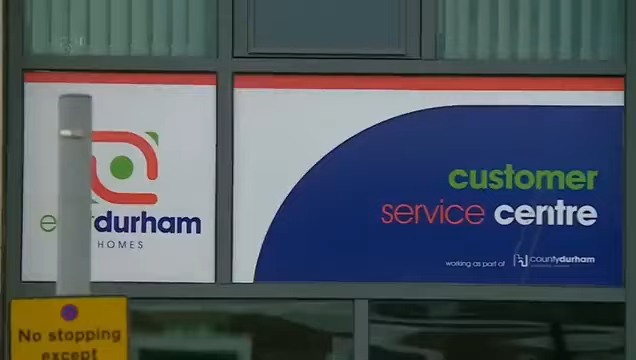 durham
HOMES
customer
service centre
working as part of countydurham
No stopping
except